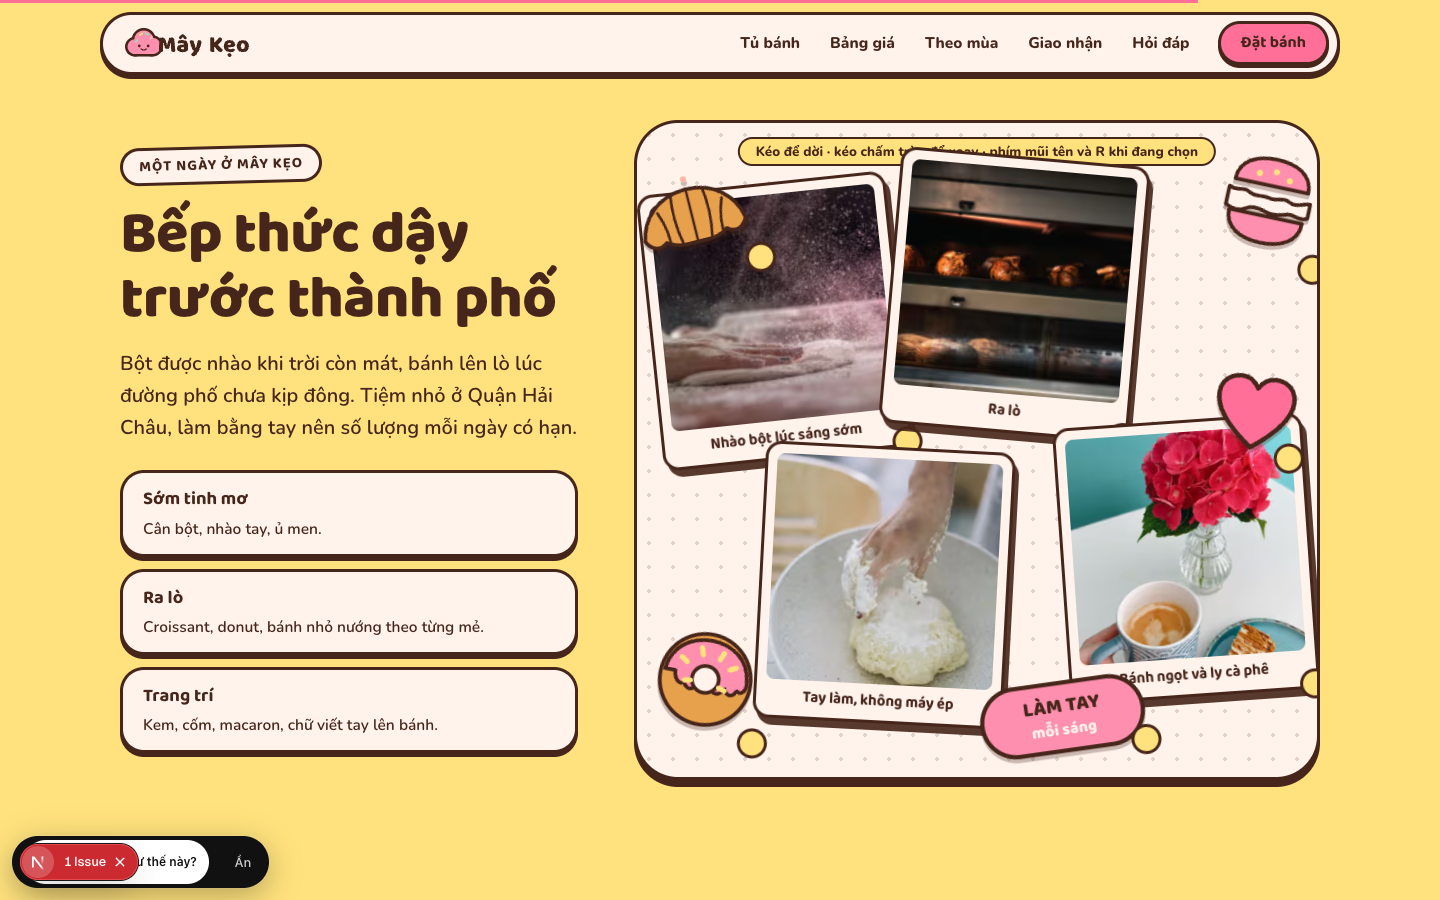 Mây Kẹo
Tủ bánh
Bảng giá
Theo mùa
Giao nhận
Hỏi đáp
Đặt bánh
MỘT NGÀY Ở MÂY KẸO
Bếp thức dậy
trước thành phố
Bột được nhào khi trời còn mát, bánh lên lò lúc
đường phố chưa kịp đông. Tiệm nhỏ ở Quận Hải
Châu, làm bằng tay nên số lượng mỗi ngày có hạn.
Sớm tinh mơ
Cân bột, nhào tay, ủ men.
Ra lò
Croissant, donut, bánh nhỏ nướng theo từng mẻ.
Trang trí
Kem, cốm, macaron, chữ viết tay lên bánh.
Kéo để dời · kéo chấm · phím mũi tên và R khi đang chọn
Nhào bột lúc sáng sớm
Ra lò
Tay làm, không máy ép
Bánh ngọt và ly cà phê
LÀM TAY
mỗi sáng
N 1 Issue
thế này?
Ẩn